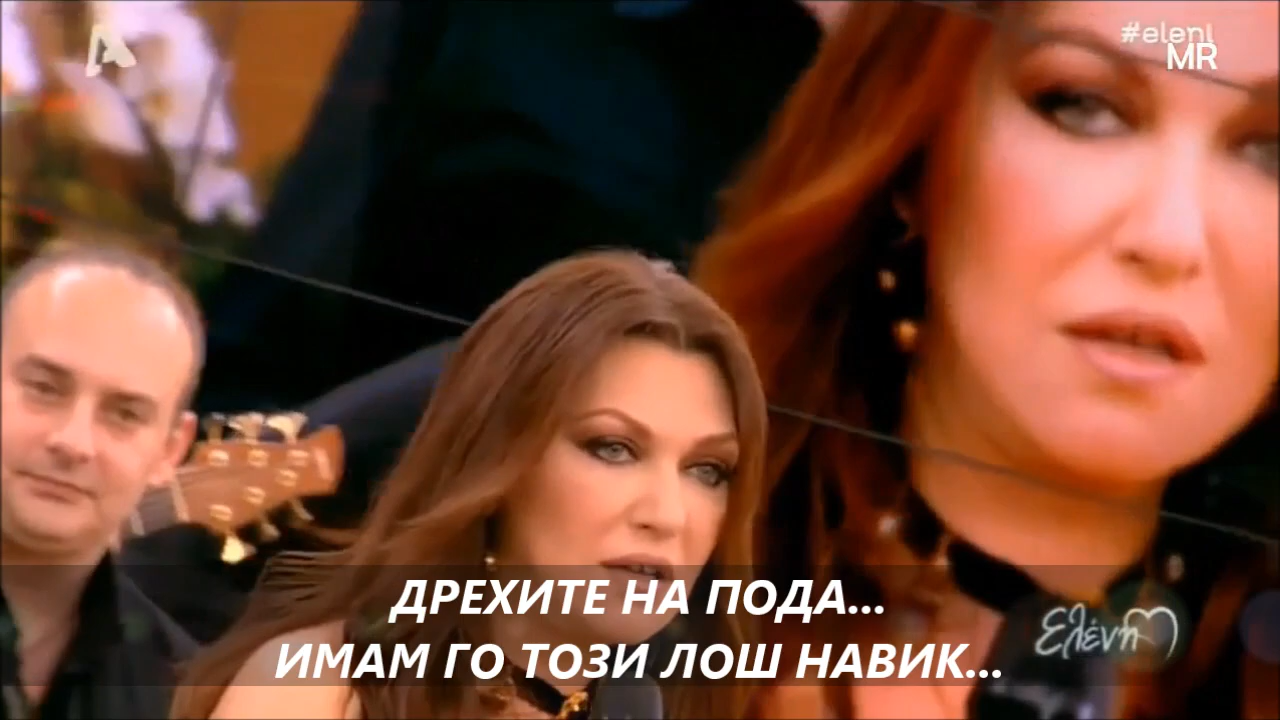 #eleni
MR
ДРЕХИТЕ НА ПОДА...
ИМАМ ГО ТОЗИ ЛОШ НАВИК...
Ελένη